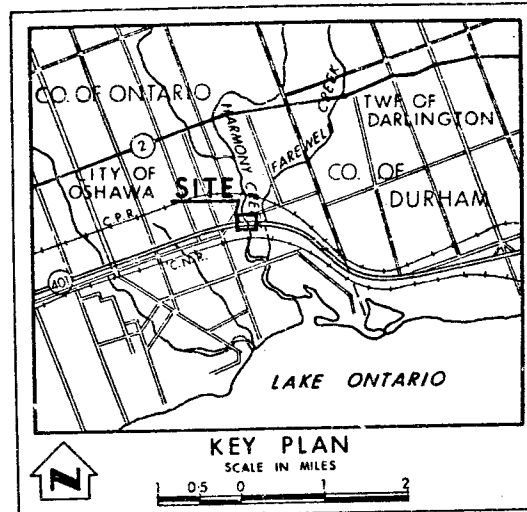 CO. OF ONTARIO
HARMONY CREEK
FAREWELL CREEK
TWP OF
DARLINGTON
2
CITY OF
OSHAWA
SITE
CO. OF
DURHAM
C.P.R.
401
C.N.R.
LAKE ONTARIO
N
KEY PLAN
SCALE IN MILES
1 0·5 0 1 2